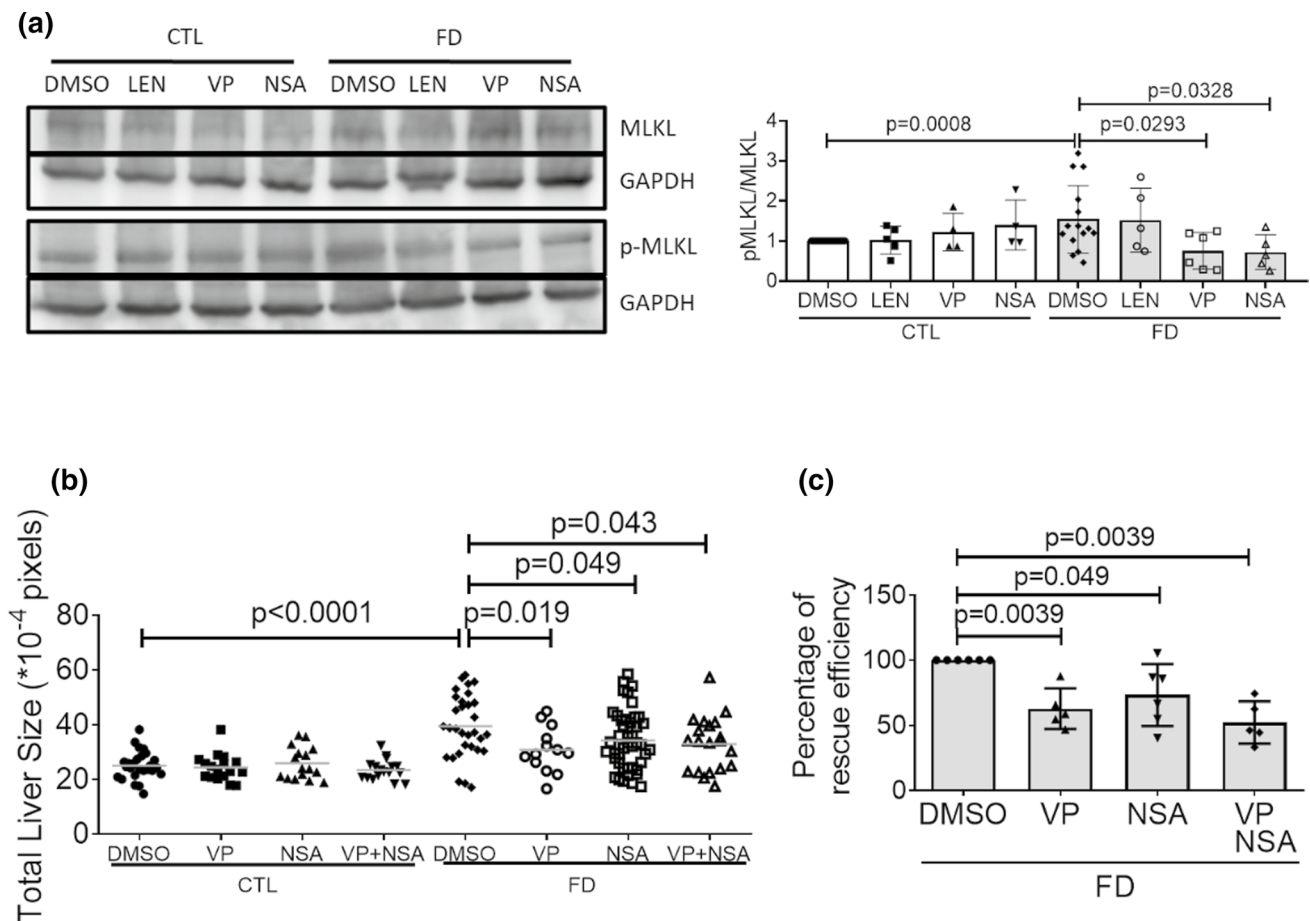 (a)
CTL FD
DMSO LEN VP NSA DMSO LEN VP NSA
MLKL
GAPDH
p-MLKL
GAPDH
p=0.0328
p=0.0008 p=0.0293
pMLKL/MLKL
4
3
2
1
0
DMSO LEN VP NSA DMSO LEN VP NSA
CTL FD
(b)
p=0.043
p=0.049
p<0.0001 p=0.019
Total Liver Size (*10-4 pixels)
80
60
40
20
0
DMSO VP NSA VP+NSA DMSO VP NSA VP+NSA
CTL FD
(c)
p=0.0039
p=0.049
p=0.0039
Percentage of
rescue efficiency
150
100
50
0
DMSO VP NSA VP
NSA
FD